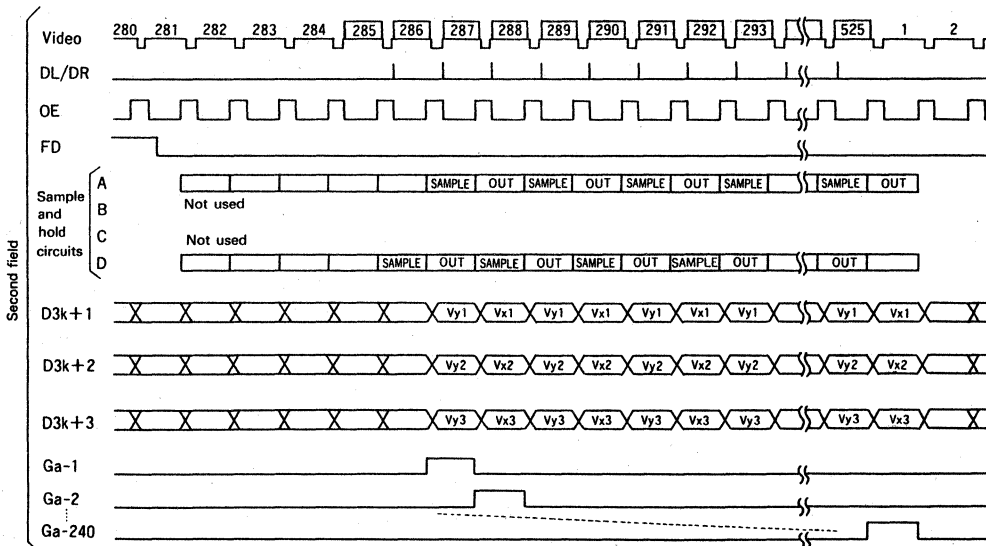 Second field
Video 280 281 282 283 284 285 286 287 288 289 290 291 292 293 525 1 2
DL/DR
OE
FD
Sample and hold circuits
A SAMPLE OUT SAMPLE OUT SAMPLE OUT SAMPLE SAMPLE OUT
B Not used
C Not used
D SAMPLE OUT SAMPLE OUT SAMPLE OUT SAMPLE OUT OUT
D3k+1 Vy1 Vx1 Vy1 Vx1 Vy1 Vx1 Vy1 Vy1 Vx1
D3k+2 Vy2 Vx2 Vy2 Vx2 Vy2 Vx2 Vy2 Vy2 Vx2
D3k+3 Vy3 Vx3 Vy3 Vx3 Vy3 Vx3 Vy3 Vy3 Vx3
Ga-1
Ga-2
Ga-240